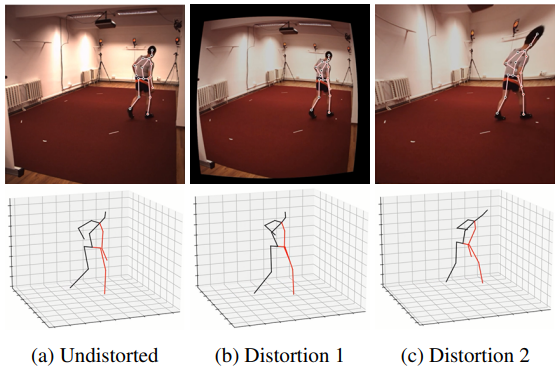 (a) Undistorted
(b) Distortion 1
(c) Distortion 2